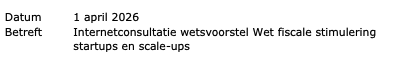 Datum 1 april 2026
Betreft Internetconsultatie wetsvoorstel Wet fiscale stimulering
startups en scale-ups